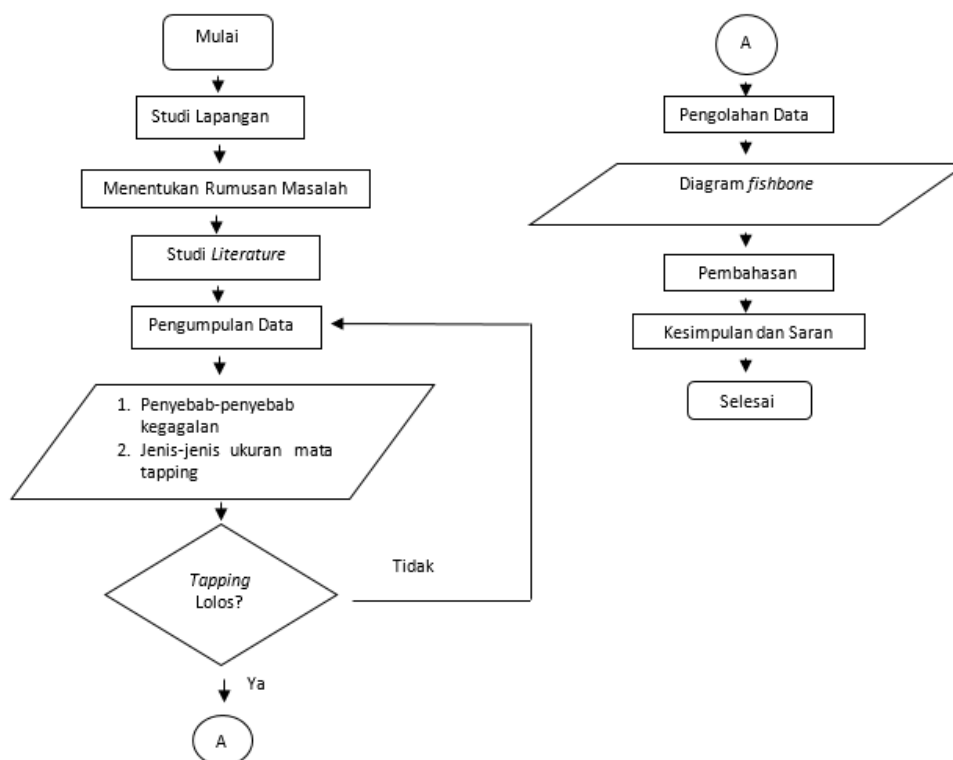 Mulai
Studi Lapangan
Menentukan Rumusan Masalah
Studi Literature
Pengumpulan Data
1. Penyebab-penyebab
kegagalan
2. Jenis-jenis ukuran mata
tapping
Tapping
Lolos?
Tidak
Ya
A
A
Pengolahan Data
Diagram fishbone
Pembahasan
Kesimpulan dan Saran
Selesai